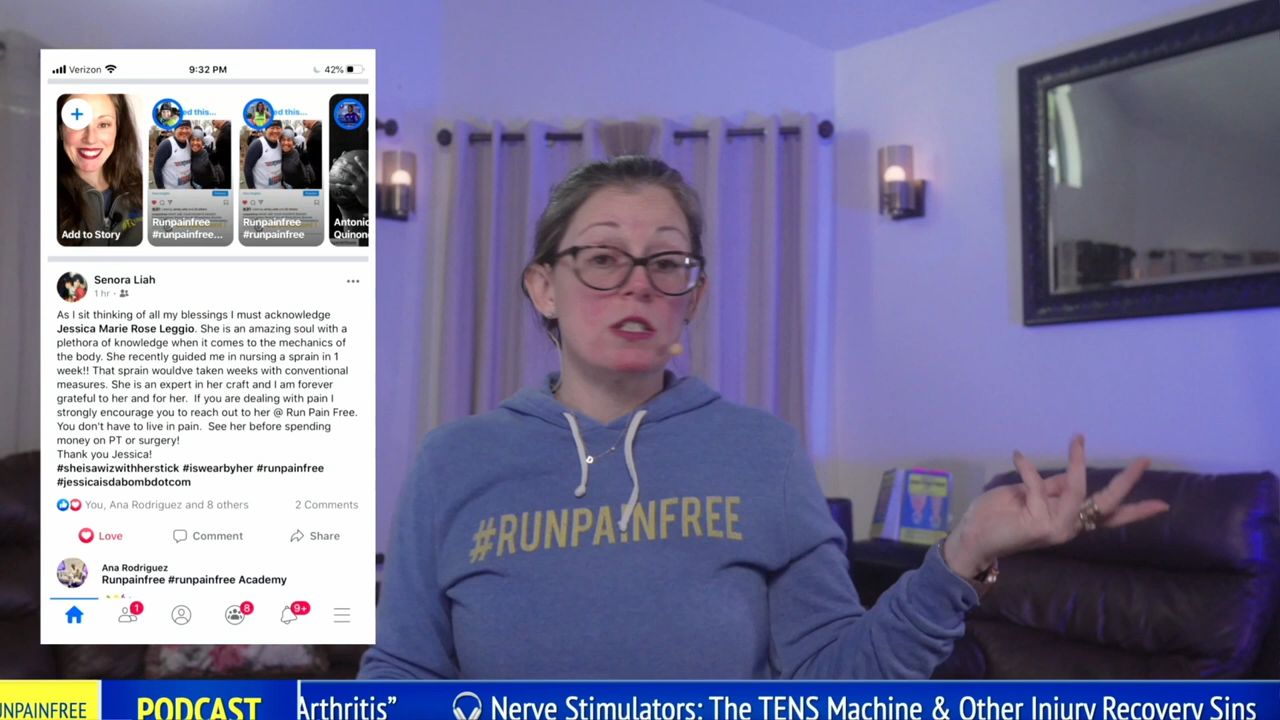 Verizon
9:32 PM
42%
ed this...
ed this...
Add to Story
Runpainfree
#runpainfree...
Runpainfree
#runpainfree
Antonio
Quinon
Senora Liah
1 hr
As I sit thinking of all my blessings I must acknowledge
Jessica Marie Rose Leggio. She is an amazing soul with a
plethora of knowledge when it comes to the mechanics of
the body. She recently guided me in nursing a sprain in 1
week!! That sprain wouldve taken weeks with conventional
measures. She is an expert in her craft and I am forever
grateful to her and for her. If you are dealing with pain I
strongly encourage you to reach out to her @ Run Pain Free.
You don't have to live in pain. See her before spending
money on PT or surgery!
Thank you Jessica!
#sheisawizwithherstick #iswearbyher #runpainfree
#jessicaisdabombdotcom
You, Ana Rodriguez and 8 others 2 Comments
Love Comment Share
Ana Rodriguez
Runpainfree #runpainfree Academy
1
8
9+
#RUNPAINFREE
UNPAINFREE
PODCAST
Arthritis"
Nerve Stimulators: The TENS Machine & Other Injury Recovery Sins